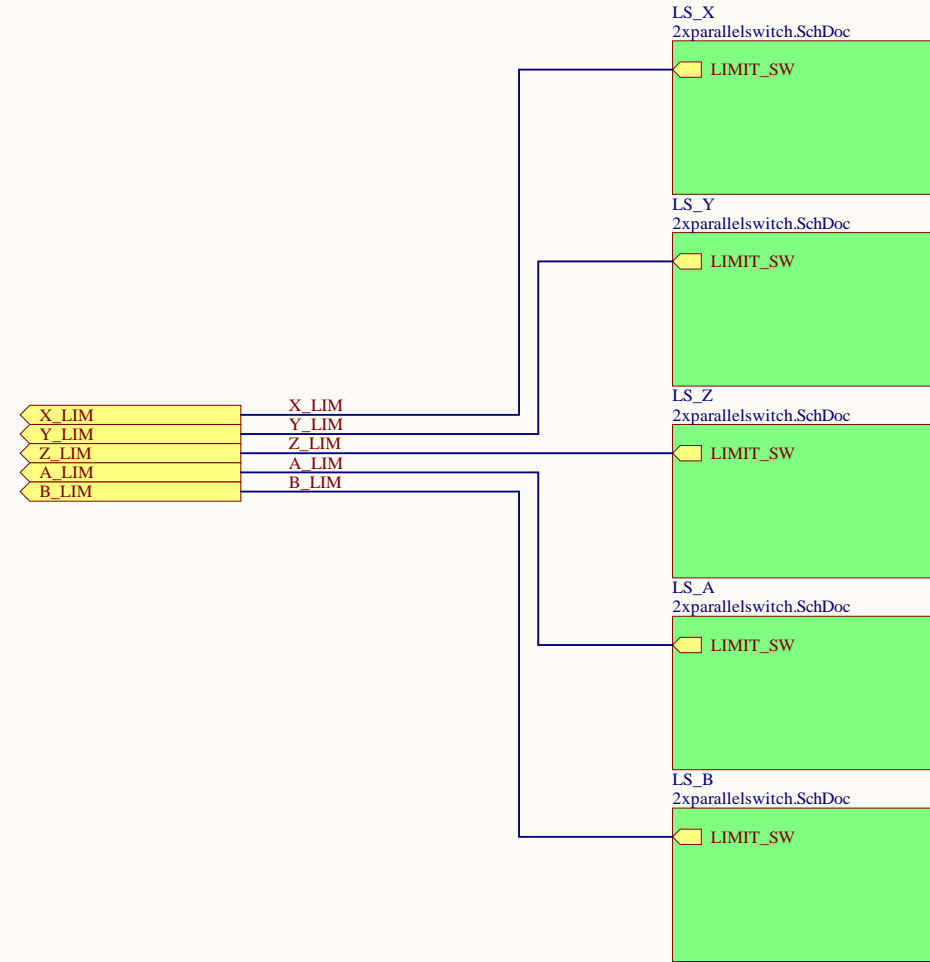 LS_X
2xparallelswitch.SchDoc
LIMIT_SW
LS_Y
2xparallelswitch.SchDoc
LIMIT_SW
LS_Z
2xparallelswitch.SchDoc
LIMIT_SW
X_LIM X_LIM
Y_LIM Y_LIM
Z_LIM Z_LIM
A_LIM A_LIM
B_LIM B_LIM
LS_A
2xparallelswitch.SchDoc
LIMIT_SW
LS_B
2xparallelswitch.SchDoc
LIMIT_SW